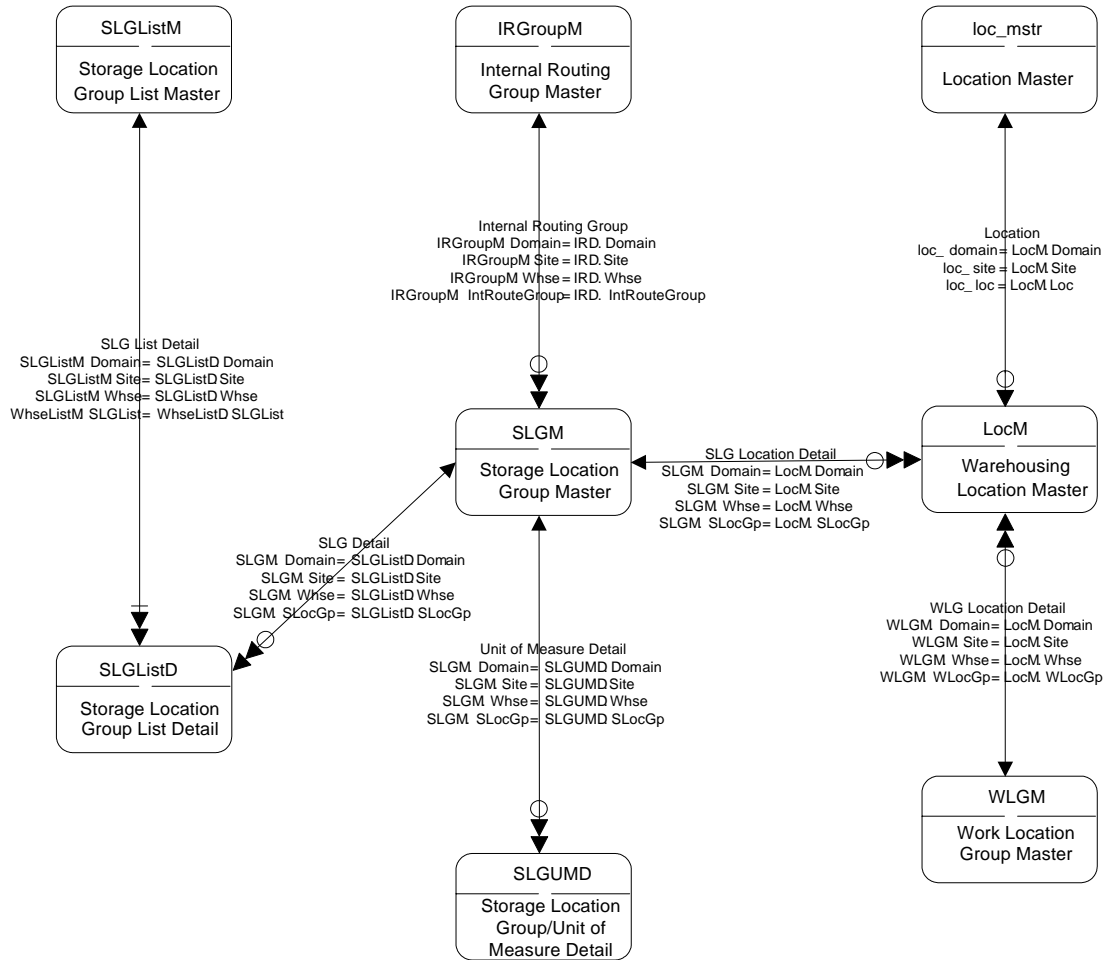 SLGListM
Storage Location
Group List Master
IRGroupM
Internal Routing
Group Master
loc_mstr
Location Master
Internal Routing Group
IRGroupM. Domain= IRD. Domain
IRGroupM. Site= IRD. Site
IRGroupM. Whse= IRD. Whse
IRGroupM. IntRouteGroup= IRD. IntRouteGroup
Location
loc_ domain= LocM. Domain
loc_ site= LocM. Site
loc_ loc= LocM. Loc
SLG List Detail
SLGListM. Domain= SLGListD. Domain
SLGListM. Site= SLGListD. Site
SLGListM. Whse= SLGListD. Whse
WhseListM. SLGList= WhseListD. SLGList
SLGM
Storage Location
Group Master
SLG Location Detail
SLGM. Domain= LocM. Domain
SLGM. Site= LocM. Site
SLGM. Whse= LocM. Whse
SLGM. SLocGp= LocM. SLocGp
LocM
Warehousing
Location Master
SLG Detail
SLGM. Domain= SLGListD. Domain
SLGM. Site= SLGListD. Site
SLGM. Whse= SLGListD. Whse
SLGM. SLocGp= SLGListD. SLocGp
SLGListD
Storage Location
Group List Detail
Unit of Measure Detail
SLGM. Domain= SLGUMD. Domain
SLGM. Site= SLGUMD. Site
SLGM. Whse= SLGUMD. Whse
SLGM. SLocGp= SLGUMD. SLocGp
WLG Location Detail
WLGM. Domain= LocM. Domain
WLGM. Site= LocM. Site
WLGM. Whse= LocM. Whse
WLGM. WLocGp= LocM. WLocGp
WLGM
Work Location
Group Master
SLGUMD
Storage Location
Group/Unit of
Measure Detail